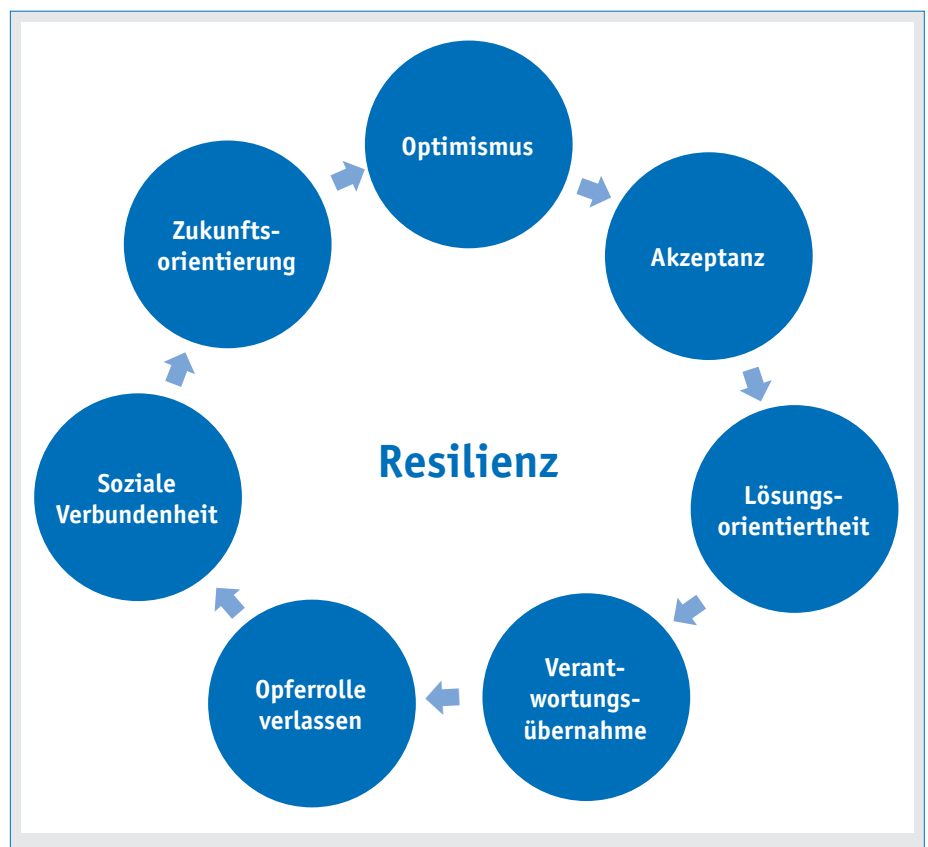 Optimismus
Akzeptanz
Lösungs-
orientiertheit
Verant-
wortungs-
übernahme
Opferrolle
verlassen
Soziale
Verbundenheit
Zukunfts-
orientierung
Resilienz